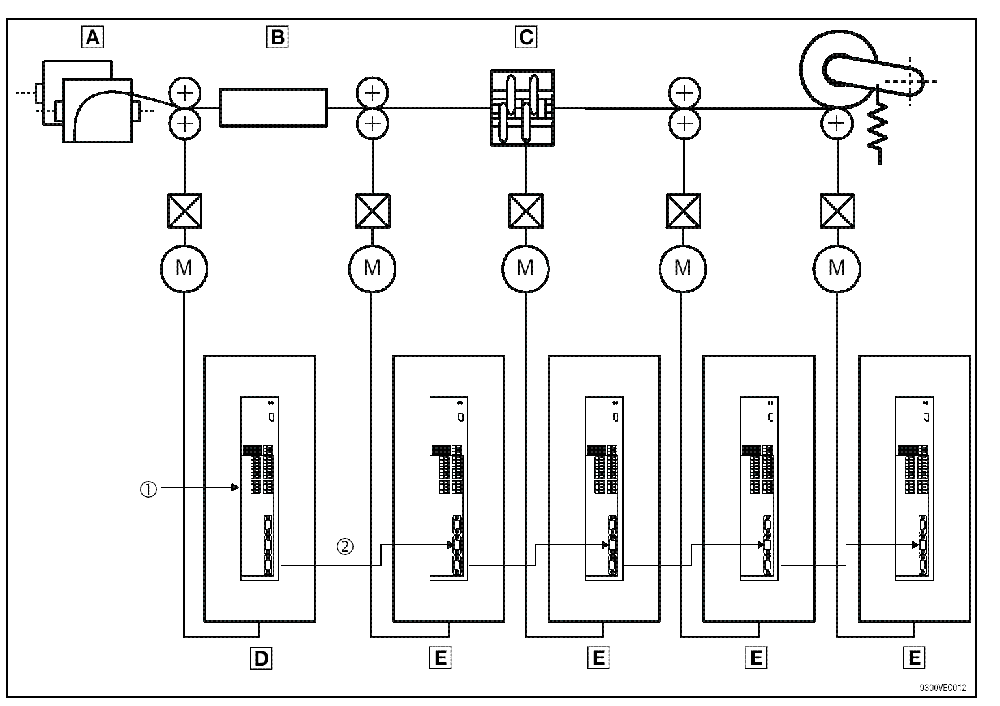 A B C
M M M M M
①
②
D E E E E
9300VEC012